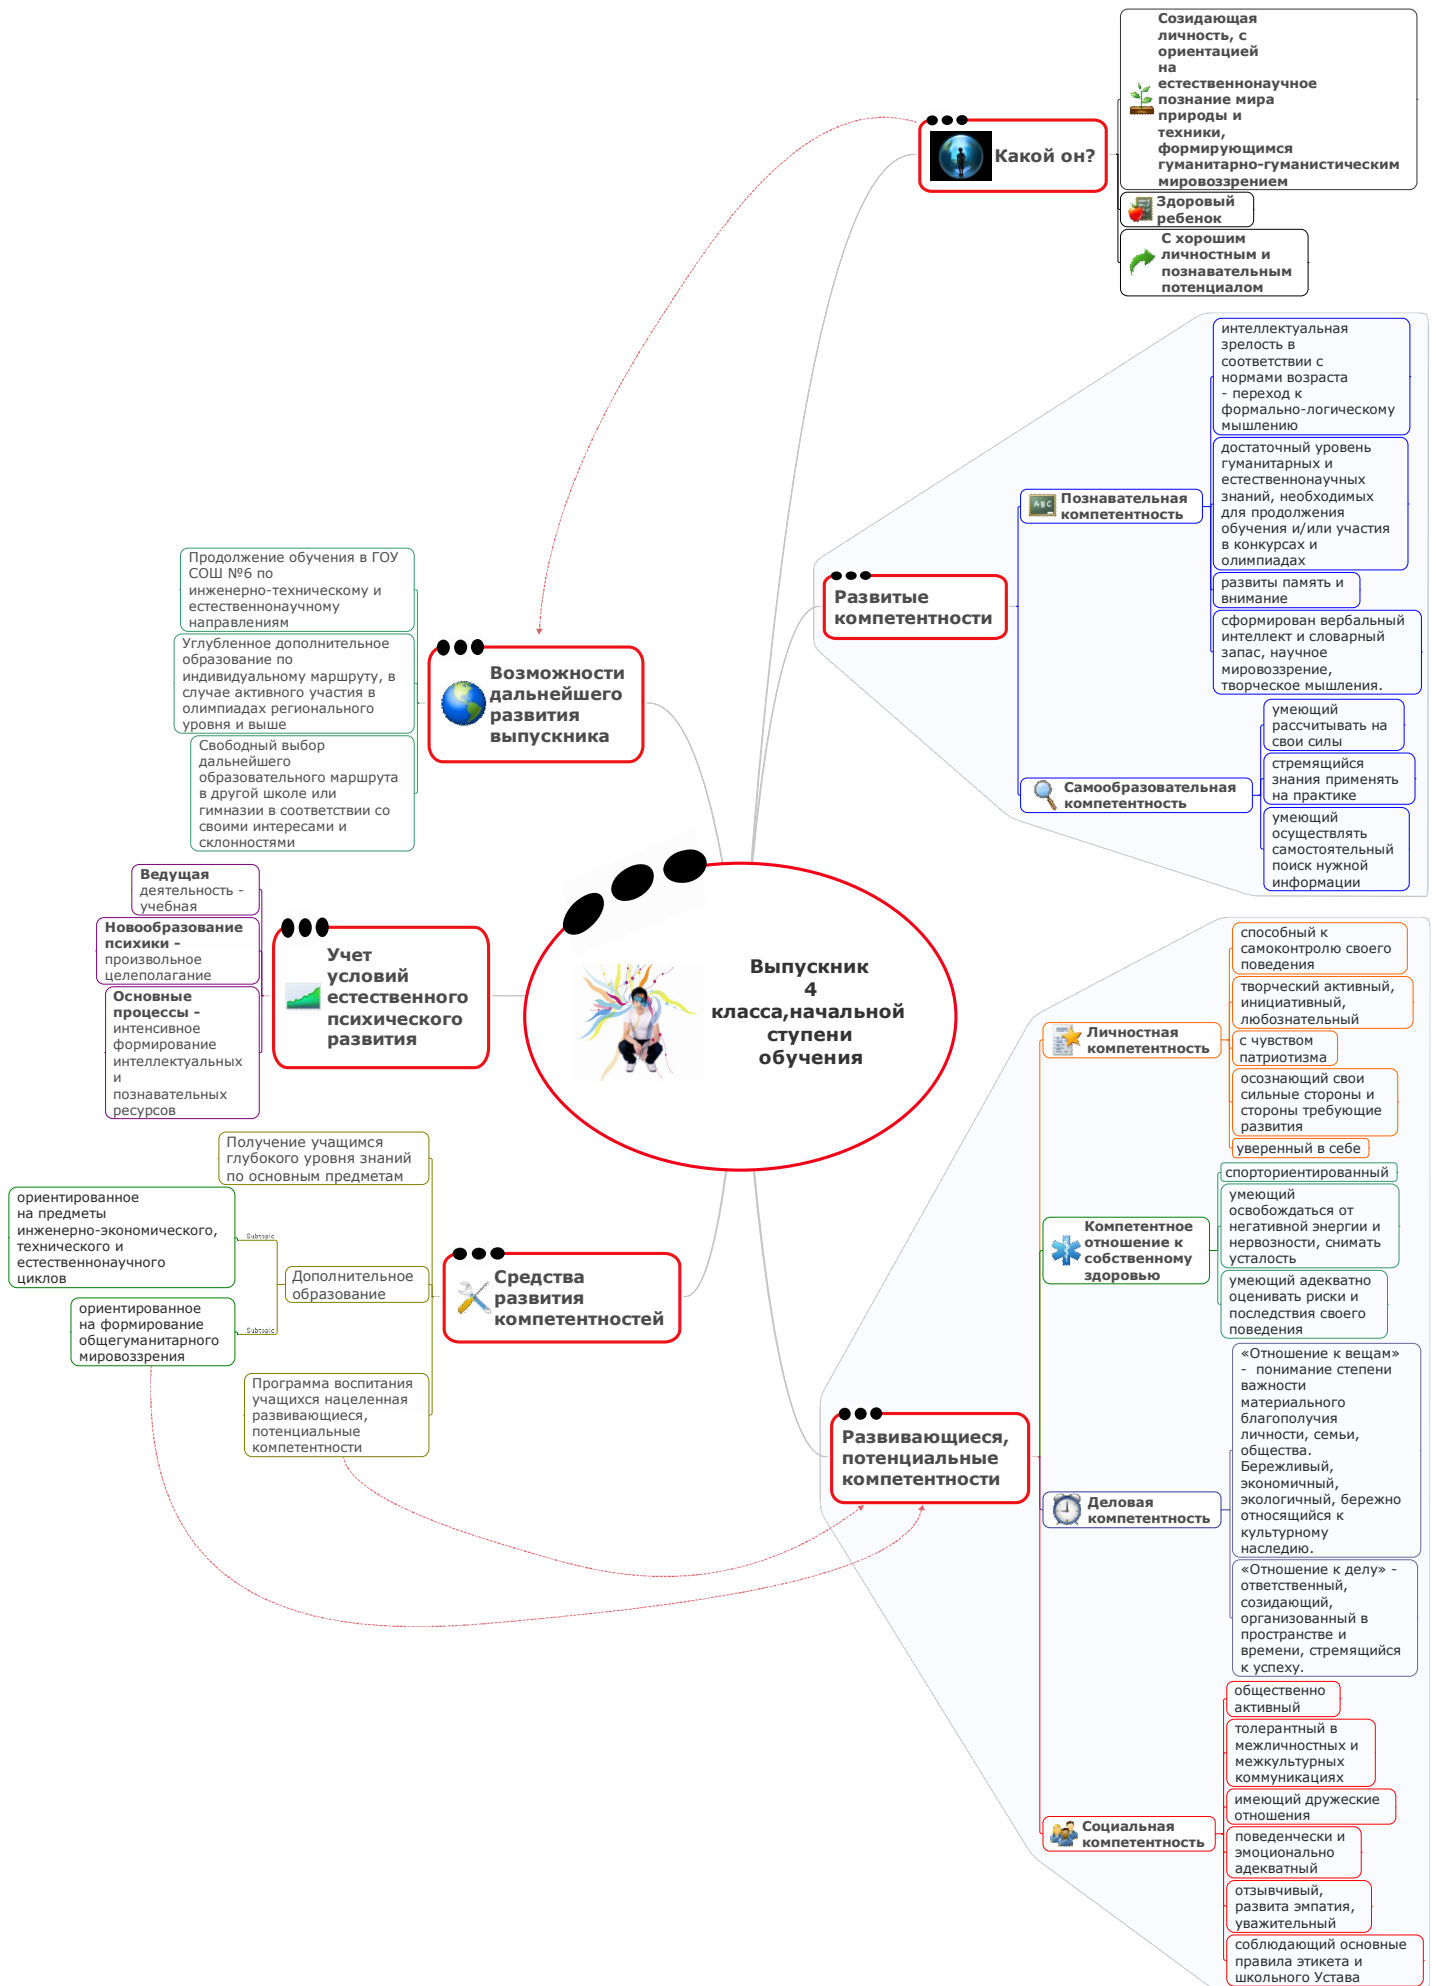 Созидающая
личность, с
ориентацией
на
естественнонаучное
познание мира
природы и
техники,
формирующимся
гуманитарно-гуманистическим
мировоззрением
Какой он?
Здоровый
ребенок
С хорошим
личностным и
познавательным
потенциалом
интеллектуальная
зрелость в
соответствии с
нормами возраста
- переход к
формально-логическому
мышлению
достаточный уровень
гуманитарных и
естественнонаучных
знаний, необходимых
для продолжения
обучения и/или участия
в конкурсах и
олимпиадах
Познавательная
компетентность
ABC
развиты память и
внимание
сформирован вербальный
интеллект и словарный
запас, научное
мировоззрение,
творческое мышления.
Развитые
компетентности
умеющий
рассчитывать на
свои силы
стремящийся
знания применять
на практике
Самообразовательная
компетентность
умеющий
осуществлять
самостоятельный
поиск нужной
информации
Продолжение обучения в ГОУ
СОШ №6 по
инженерно-техническому и
естественнонаучному
направлениям
Углубленное дополнительное
образование по
индивидуальному маршруту, в
случае активного участия в
олимпиадах регионального
уровня и выше
Возможности
дальнейшего
развития
выпускника
Свободный выбор
дальнейшего
образовательного маршрута
в другой школе или
гимназии в соответствии со
своими интересами и
склонностями
Ведущая
деятельность -
учебная
Новообразование
психики -
произвольное
целеполагание
Основные
процессы -
интенсивное
формирование
интеллектуальных
и
познавательных
ресурсов
Учет
условий
естественного
психического
развития
Выпускник
4
класса,начальной
ступени
обучения
способный к
самоконтролю своего
поведения
творческий активный,
инициативный,
любознательный
Личностная
компетентность
с чувством
патриотизма
осознающий свои
сильные стороны и
стороны требующие
развития
уверенный в себе
спорториентированный
умеющий
освобождаться от
негативной энергии и
нервозности, снимать
усталость
Компетентное
отношение к
собственному
здоровью
умеющий адекватно
оценивать риски и
последствия своего
поведения
Получение учащимся
глубокого уровня знаний
по основным предметам
ориентированное
на предметы
инженерно-экономического,
технического и
естественнонаучного
циклов
Subtopic
Дополнительное
образование
Средства
развития
компетентностей
ориентированное
на формирование
общегуманитарного
мировоззрения
Subtopic
Программа воспитания
учащихся нацеленная
развивающиеся,
потенциальные
компетентности
Развивающиеся,
потенциальные
компетентности
«Отношение к вещам»
- понимание степени
важности
материального
благополучия
личности, семьи,
общества.
Бережливый,
экономичный,
экологичный, бережно
относящийся к
культурному
наследию.
Деловая
компетентность
«Отношение к делу» -
ответственный,
созидающий,
организованный в
пространстве и
времени, стремящийся
к успеху.
общественно
активный
толерантный в
межличностных и
межкультурных
коммуникациях
имеющий дружеские
отношения
Социальная
компетентность
поведенчески и
эмоционально
адекватный
отзывчивый,
развита эмпатия,
уважительный
соблюдающий основные
правила этикета и
школьного Устава